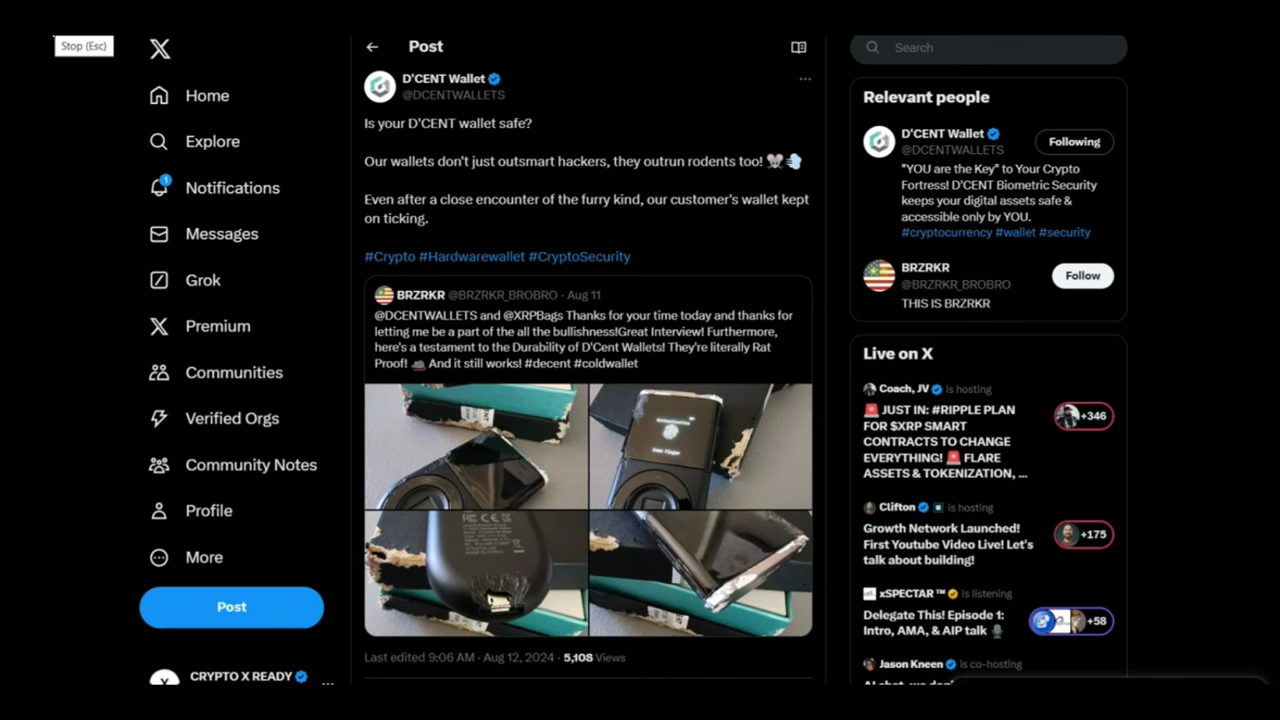 Stop (Esc)
Home
Explore
1
Notifications
Messages
Grok
Premium
Communities
Verified Orgs
Community Notes
Profile
More
Post
CRYPTO X READY
Post
D'CENT Wallet
@DCENTWALLETS
Is your D'CENT wallet safe?
Our wallets don't just outsmart hackers, they outrun rodents too! 🐭💨
Even after a close encounter of the furry kind, our customer's wallet kept
on ticking.
#Crypto #Hardwarewallet #CryptoSecurity
BRZRKR @BRZRKR_BROBRO · Aug 11
@DCENTWALLETS and @XRPBags Thanks for your time today and thanks for
letting me be a part of the all the bullishness!Great Interview! Furthermore,
here's a testament to the Durability of D'Cent Wallets! They're literally Rat
Proof! 🐀 And it still works! #decent #coldwallet
Last edited 9:06 AM · Aug 12, 2024 · 5,108 Views
Search
Relevant people
D'CENT Wallet
@DCENTWALLETS
Following
"YOU are the Key" to Your Crypto
Fortress! D'CENT Biometric Security
keeps your digital assets safe &
accessible only by YOU.
#cryptocurrency #wallet #security
BRZRKR
@BRZRKR_BROBRO
Follow
THIS IS BRZRKR
Live on X
Coach, JV is hosting
🚨 JUST IN: #RIPPLE PLAN
FOR $XRP SMART
CONTRACTS TO CHANGE
EVERYTHING! 🚨 FLARE
ASSETS & TOKENIZATION, ...
+346
Clifton is hosting
Growth Network Launched!
First Youtube Video Live! Let's
talk about building!
+175
xSPECTAR ™ is listening
Delegate This! Episode 1:
Intro, AMA, & AIP talk 🎙️
+58
Jason Kneen is co-hosting